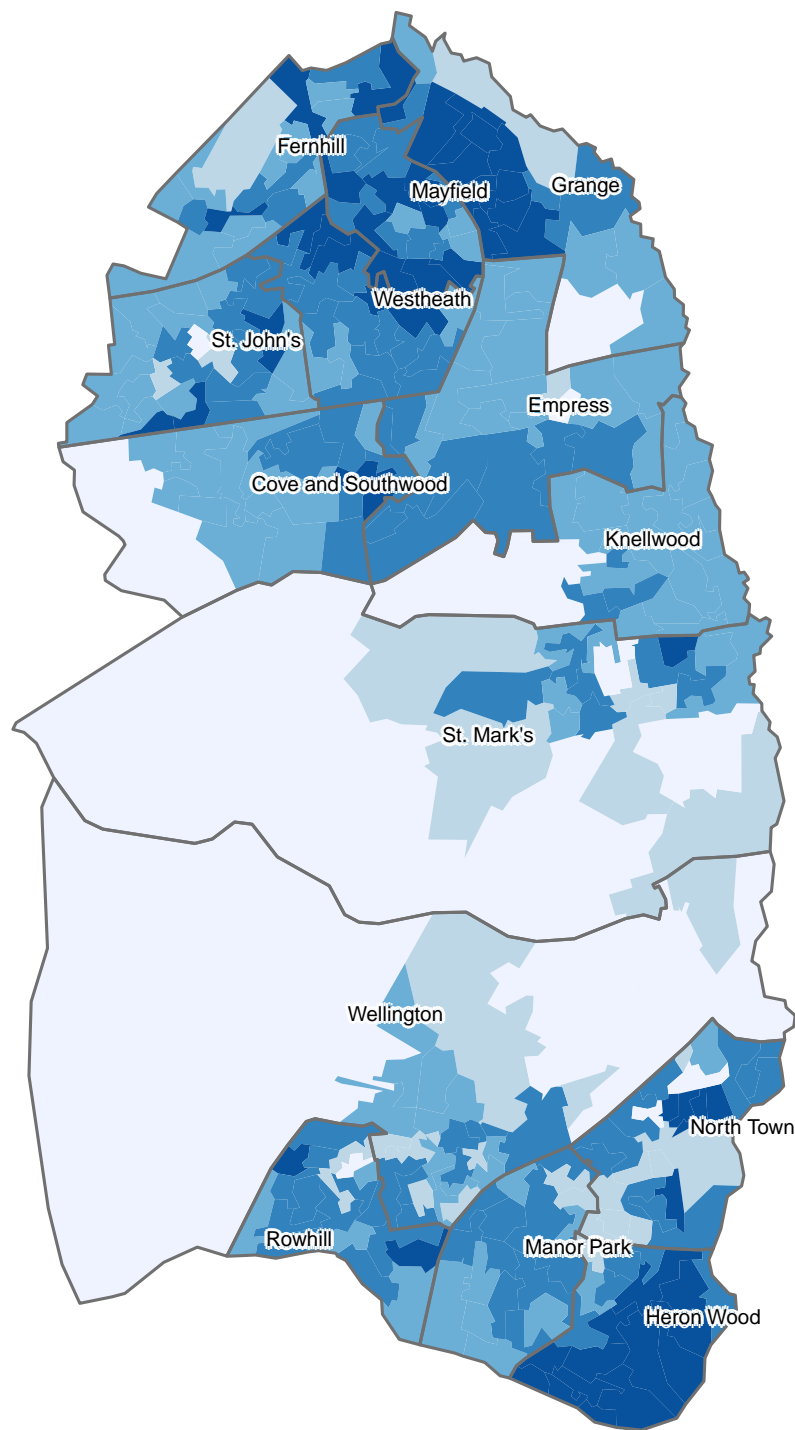 Fernhill
Mayfield
Grange
Westheath
St. John's
Empress
Cove and Southwood
Knellwood
St. Mark's
Wellington
North Town
Rowhill
Manor Park
Heron Wood